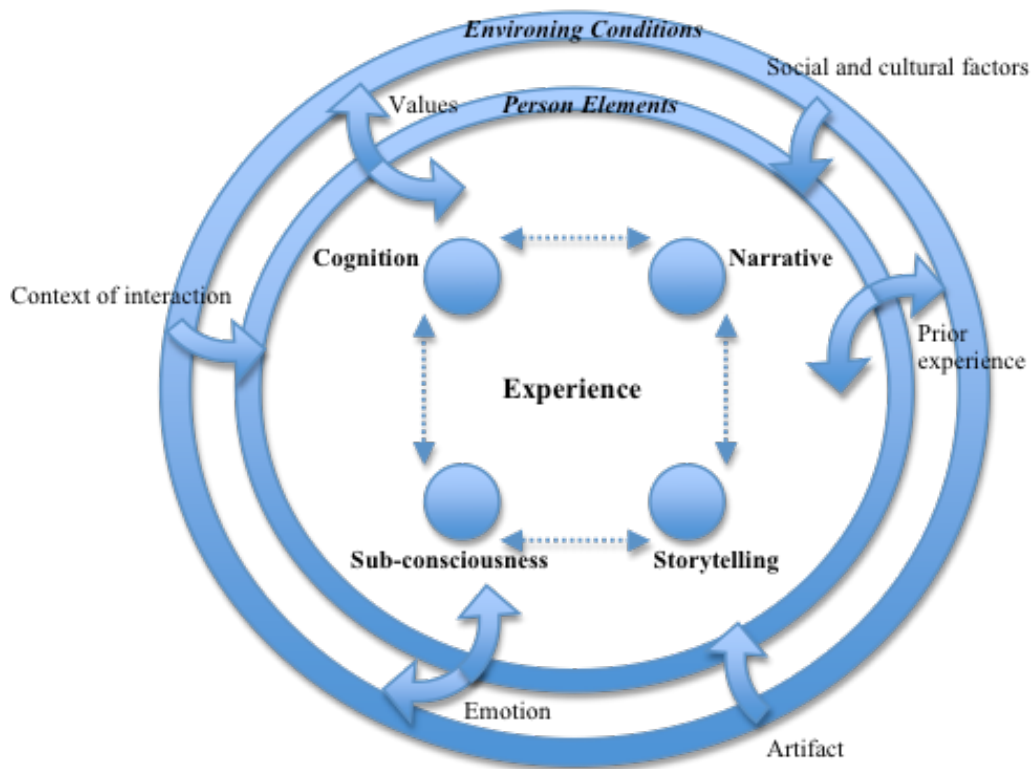 Environing Conditions
Social and cultural factors
Values
Person Elements
Cognition
Narrative
Context of interaction
Prior
experience
Experience
Sub-consciousness
Storytelling
Emotion
Artifact